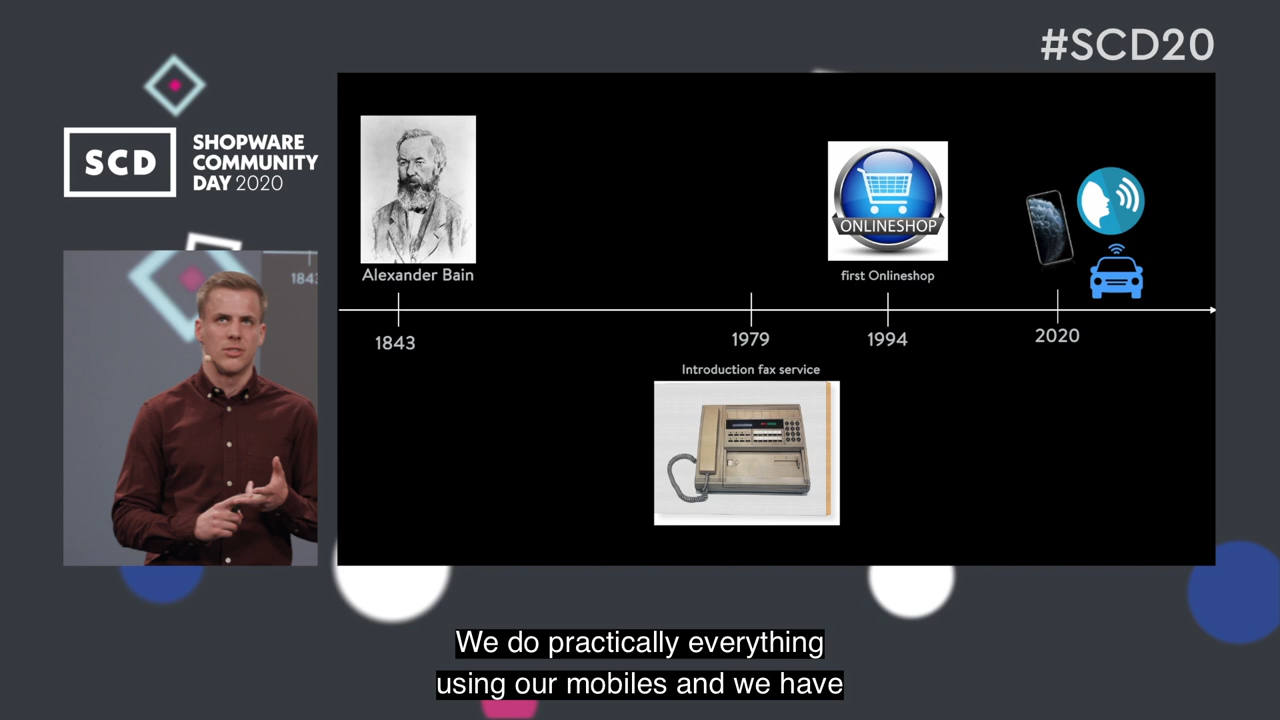 #SCD20
SCD
SHOPWARE
COMMUNITY
DAY 2020
1843
ONLINESHOP
Alexander Bain
first Onlineshop
1843
1979
1994
2020
Introduction fax service
We do practically everything
using our mobiles and we have